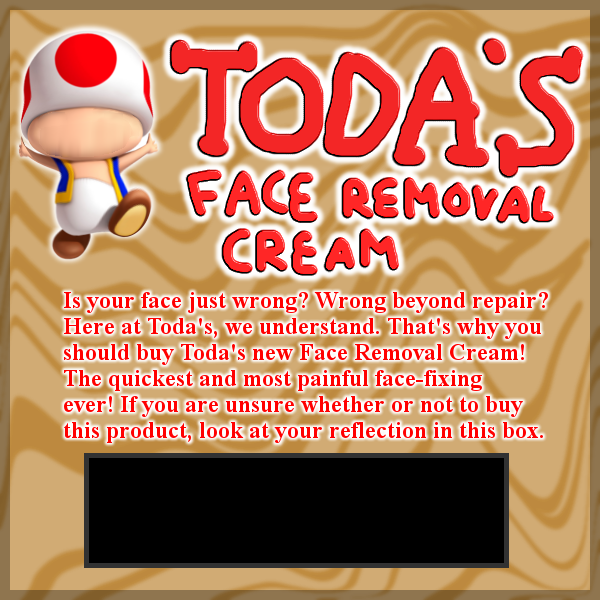 TODA'S
FACE REMOVAL
CREAM
Is your face just wrong? Wrong beyond repair?
Here at Toda's, we understand. That's why you
should buy Toda's new Face Removal Cream!
The quickest and most painful face-fixing
ever! If you are unsure whether or not to buy
this product, look at your reflection in this box.